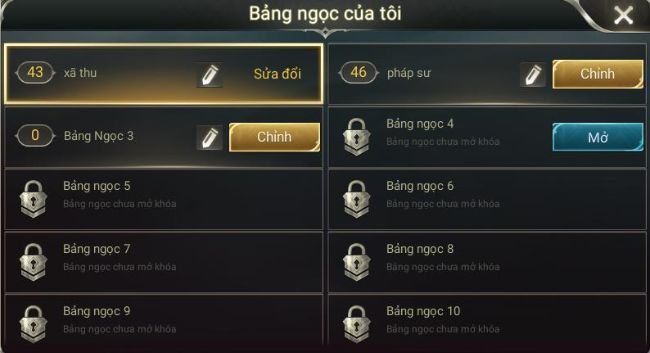 Bảng ngọc của tôi
43 xã thu Sửa đổi
46 pháp sư Chỉnh
0 Bảng Ngọc 3 Chỉnh
Bảng ngọc 4
Bảng ngọc chưa mở khóa
Mở
Bảng ngọc 5
Bảng ngọc chưa mở khóa
Bảng ngọc 6
Bảng ngọc chưa mở khóa
Bảng ngọc 7
Bảng ngọc chưa mở khóa
Bảng ngọc 8
Bảng ngọc chưa mở khóa
Bảng ngọc 9
Bảng ngọc chưa mở khóa
Bảng ngọc 10
Bảng ngọc chưa mở khóa